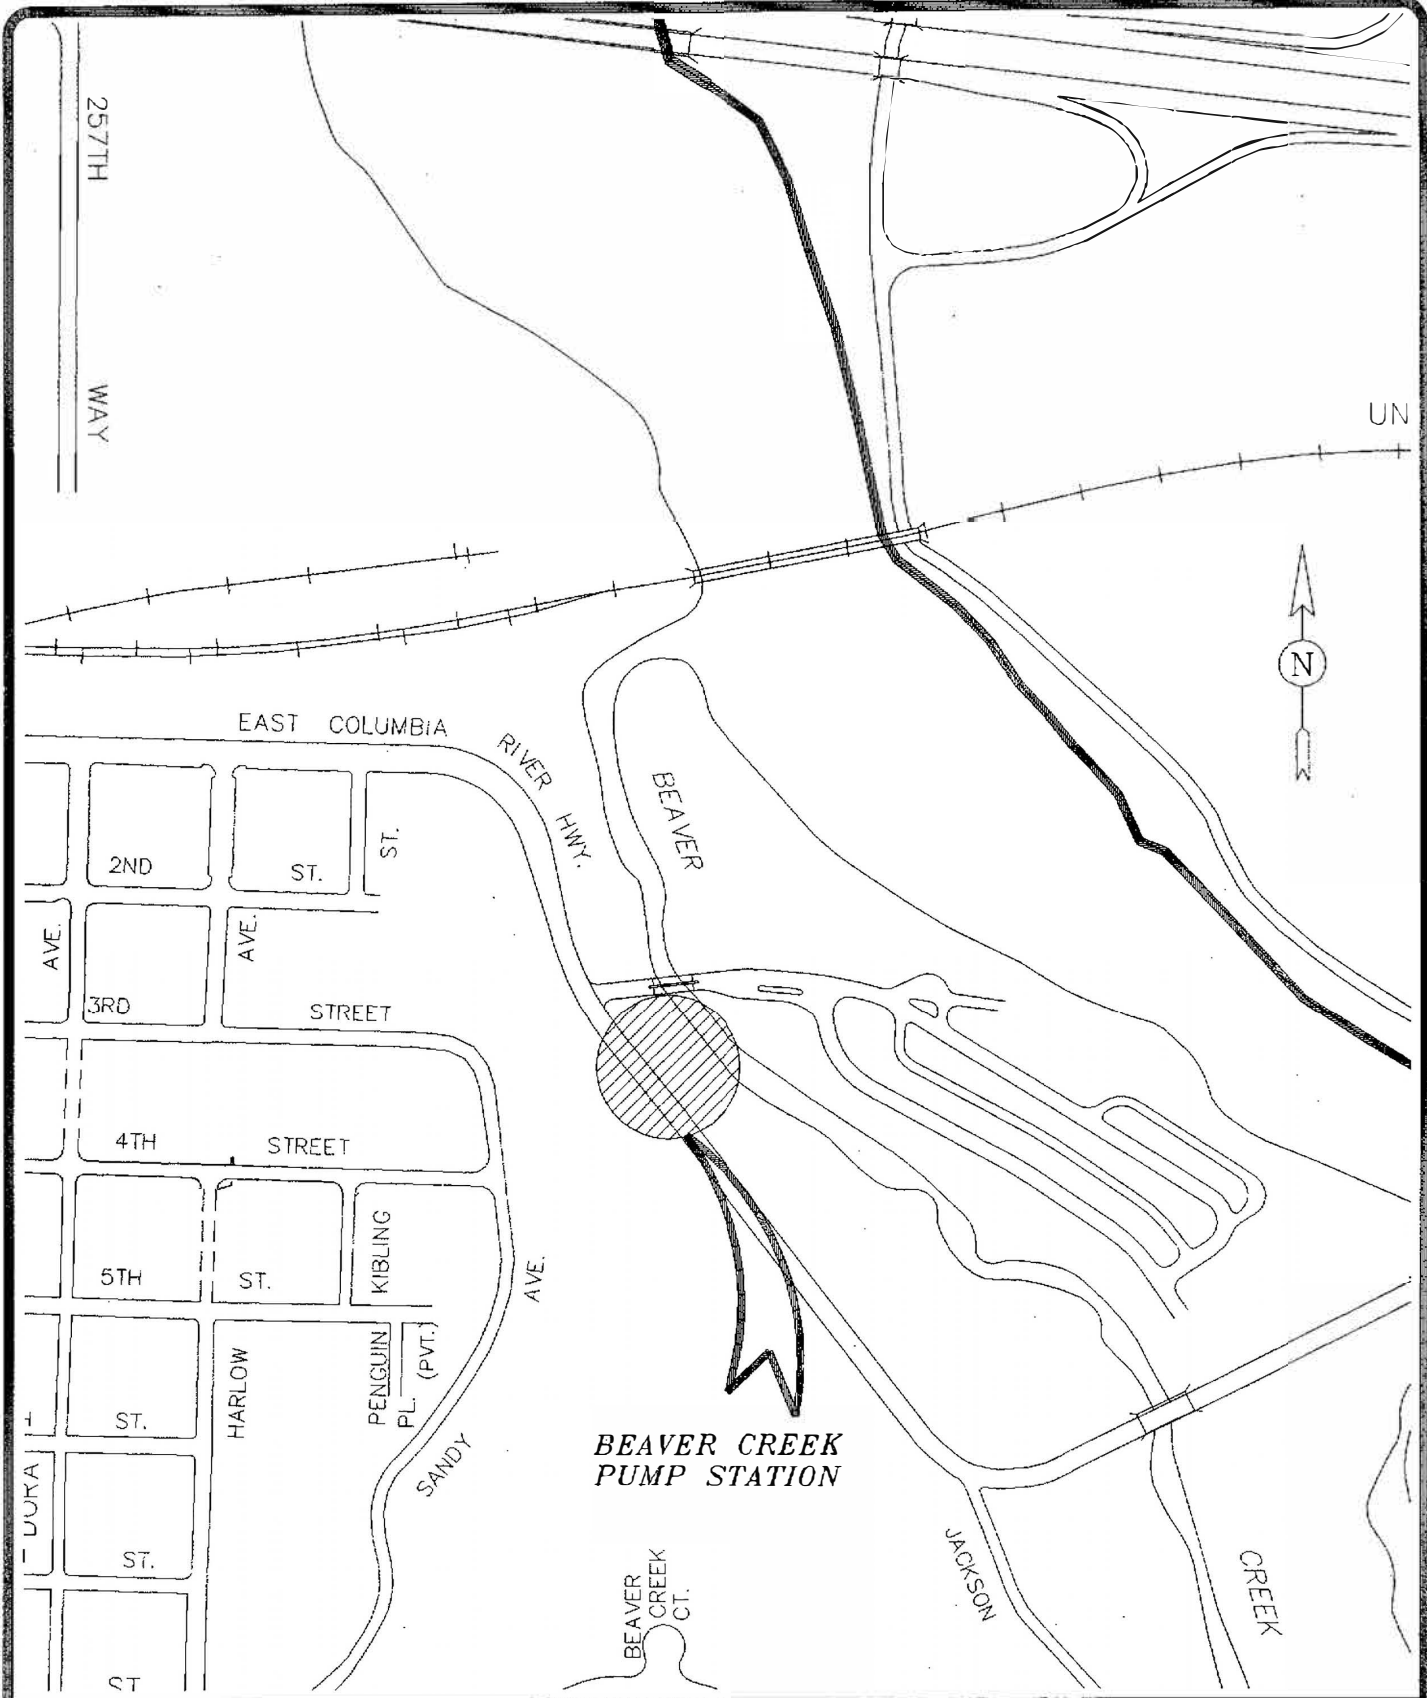 257TH
WAY
UN
N
EAST COLUMBIA
RIVER HWY.
BEAVER
ST.
2ND ST.
AVE.
AVE.
3RD STREET
4TH STREET
5TH ST.
KIBLING
AVE.
PENGUIN
PL. (PVT.)
HARLOW
ST.
SANDY
BEAVER CREEK
PUMP STATION
ST.
BEAVER
CREEK
CT.
JACKSON
CREEK
ST